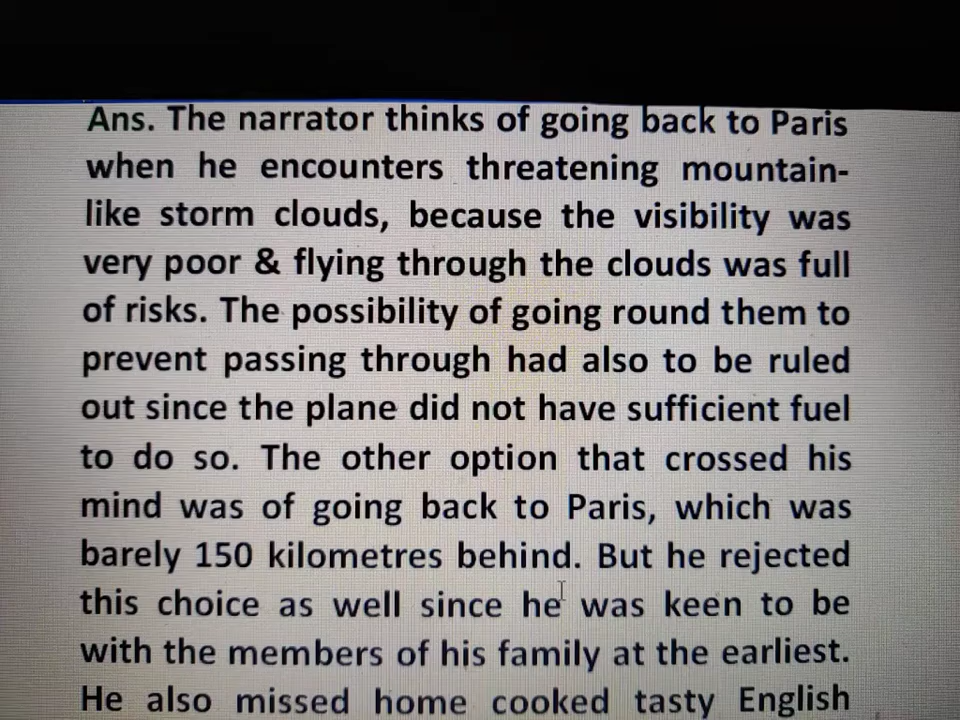 Ans. The narrator thinks of going back to Paris
when he encounters threatening mountain-
like storm clouds, because the visibility was
very poor & flying through the clouds was full
of risks. The possibility of going round them to
prevent passing through had also to be ruled
out since the plane did not have sufficient fuel
to do so. The other option that crossed his
mind was of going back to Paris, which was
barely 150 kilometres behind. But he rejected
this choice as well since he was keen to be
with the members of his family at the earliest.
He also missed home cooked tasty English